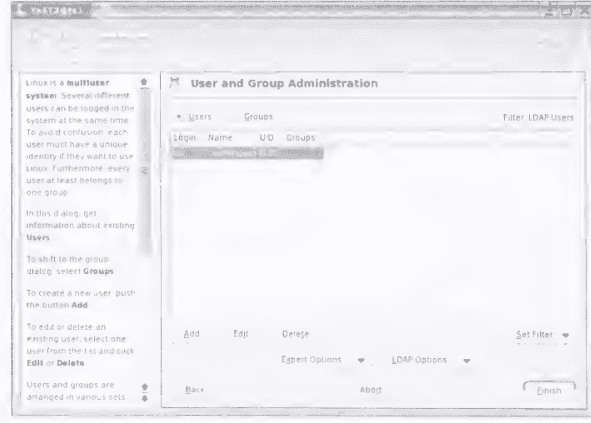 Linux is a multiuser
system. Several different
users can be logged in the
system at the same time.
To avoid confusion, each
user must have a unique
identity if they want to use
Linux. Furthermore, every
user at least belongs to
one group.
In this dialog, get
information about existing
Users.
To shift to the group
dialog, select Groups.
To create a new user, push
the button Add.
To edit or delete an
existing user, select one
user from the list and click
Edit or Delete.
Users and groups are
arranged in various sets.
User and Group Administration
Users Groups Filter: LDAP Users
Login Name UID Groups
Add Edit Delete Set Filter
Expert Options LDAP Options
Back Abort Finish